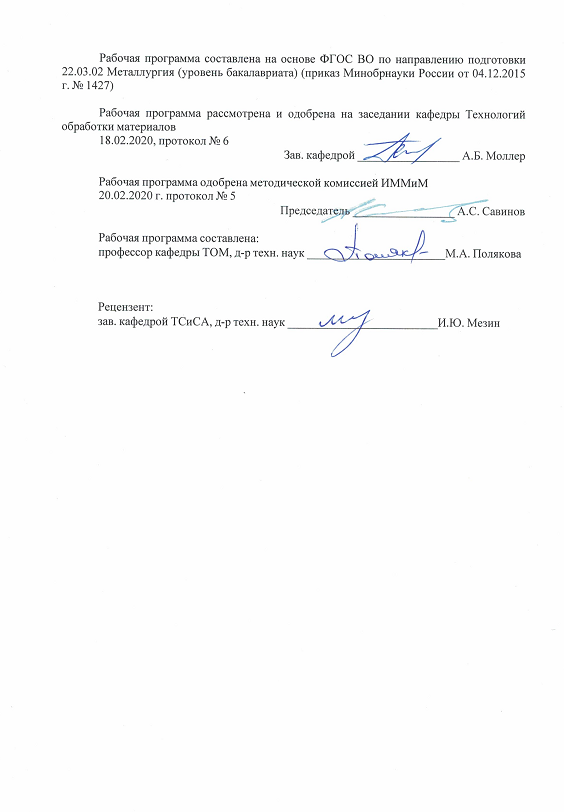 Рабочая программа составлена на основе ФГОС ВО по направлению подготовки
22.03.02 Металлургия (уровень бакалавриата) (приказ Минобрнауки России от 04.12.2015
г. № 1427)
Рабочая программа рассмотрена и одобрена на заседании кафедры Технологий
обработки материалов
18.02.2020, протокол № 6
Зав. кафедрой ________________ А.Б. Моллер
Рабочая программа одобрена методической комиссией ИММиМ
20.02.2020 г. протокол № 5
Председатель ________________ А.С. Савинов
Рабочая программа составлена:
профессор кафедры ТОМ, д-р техн. наук ______________________М.А. Полякова
Рецензент:
зав. кафедрой ТСиСА, д-р техн. наук ________________________И.Ю. Мезин